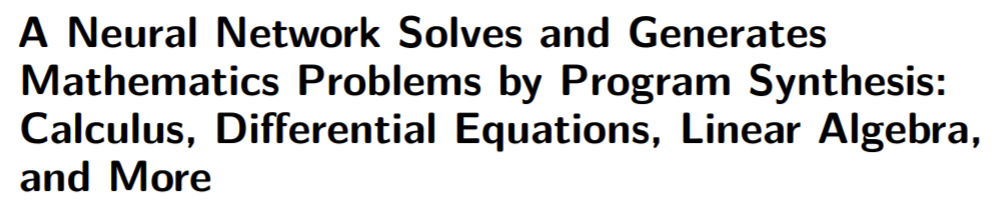 A Neural Network Solves and Generates
Mathematics Problems by Program Synthesis:
Calculus, Differential Equations, Linear Algebra,
and More